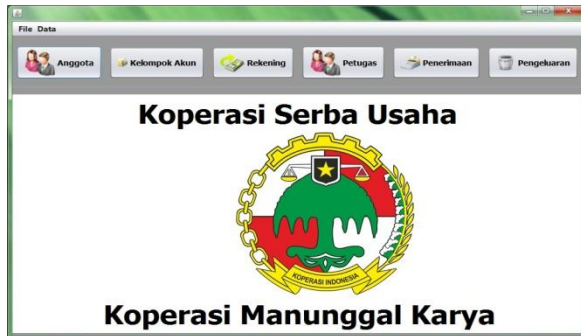 File Data
Anggota Kelompok Akun Rekening Petugas Penerimaan Pengeluaran
Koperasi Serba Usaha
KOPERASI INDONESIA
Koperasi Manunggal Karya